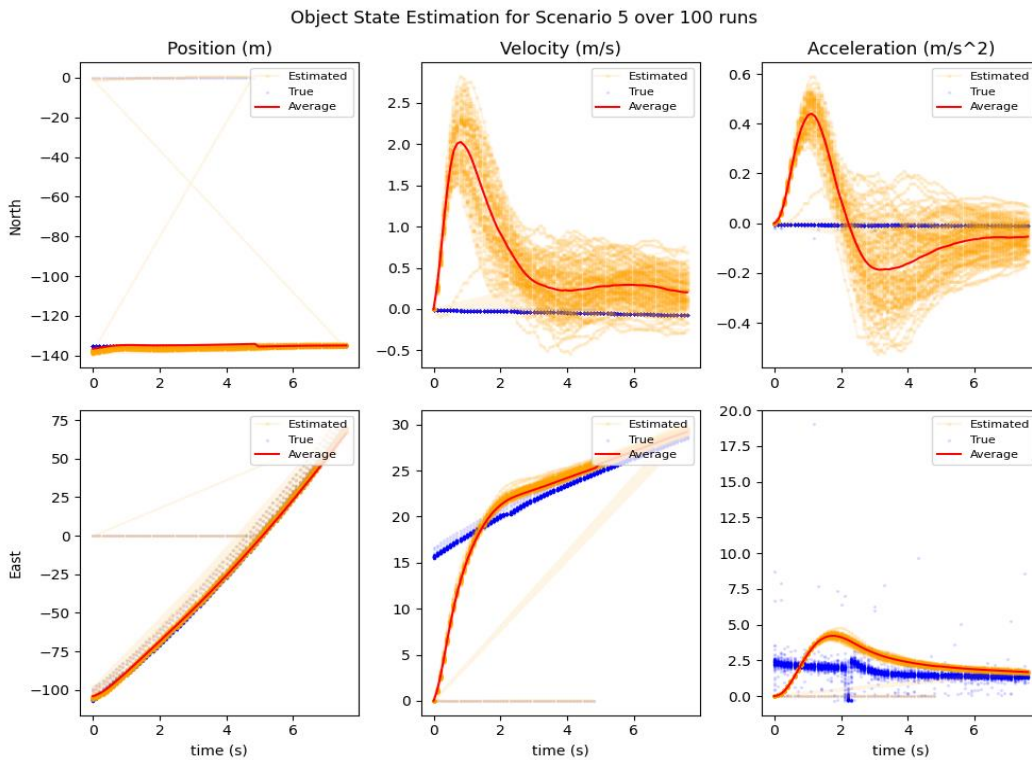 Object State Estimation for Scenario 5 over 100 runs
Position (m)
Velocity (m/s)
Acceleration (m/s^2)
North
0
−20
−40
−60
−80
−100
−120
−140
0
2
4
6
Estimated
True
Average
2.5
2.0
1.5
1.0
0.5
0.0
−0.5
0
2
4
6
Estimated
True
Average
0.6
0.4
0.2
0.0
−0.2
−0.4
0
2
4
6
Estimated
True
Average
East
75
50
25
0
−25
−50
−75
−100
0
2
4
6
time (s)
Estimated
True
Average
30
25
20
15
10
5
0
0
2
4
6
time (s)
Estimated
True
Average
20.0
17.5
15.0
12.5
10.0
7.5
5.0
2.5
0.0
0
2
4
6
time (s)
Estimated
True
Average